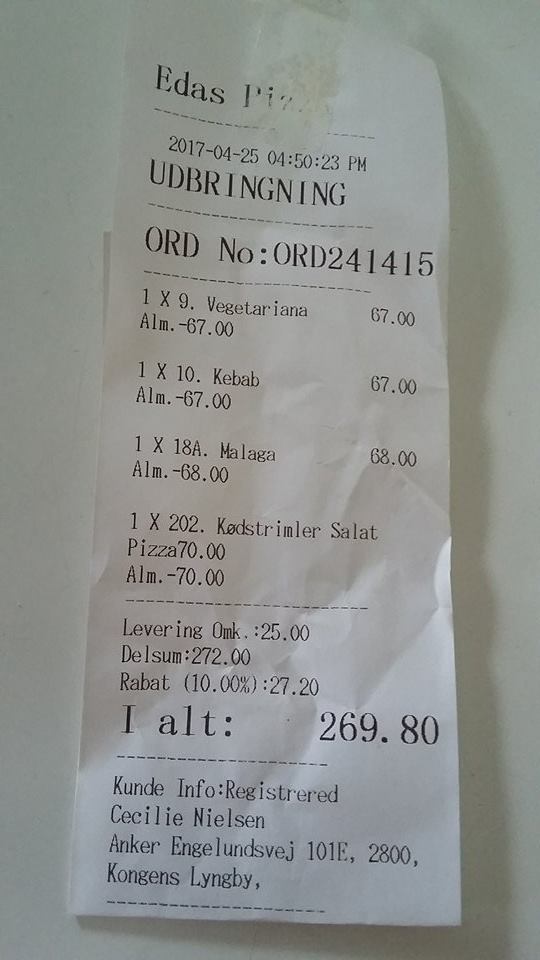 Edas
2017-04-25 04:50:23 PM
UDBRINGNING
ORD No:ORD241415
1 X 9. Vegetariana 67.00
Alm.-67.00
1 X 10. Kebab 67.00
Alm.-67.00
1 X 18A. Malaga 68.00
Alm.-68.00
1 X 202. Kødstrimler Salat
Pizza70.00
Alm.-70.00
Levering Omk.:25.00
Delsum:272.00
Rabat (10.00%):27.20
I alt: 269.80
Kunde Info:Registrered
Cecilie Nielsen
Anker Engelundsvej 101E, 2800,
Kongens Lyngby,